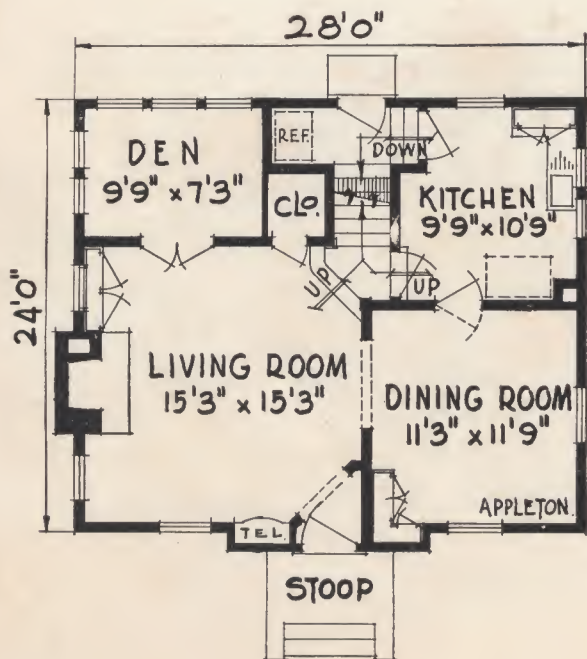 28'0"
24'0"
DEN
9'9" x 7'3"
REF.
DOWN
CLO.
KITCHEN
9'9" x 10'9"
UP
UP
LIVING ROOM
15'3" x 15'3"
DINING ROOM
11'3" x 11'9"
APPLETON.
TEL.
STOOP